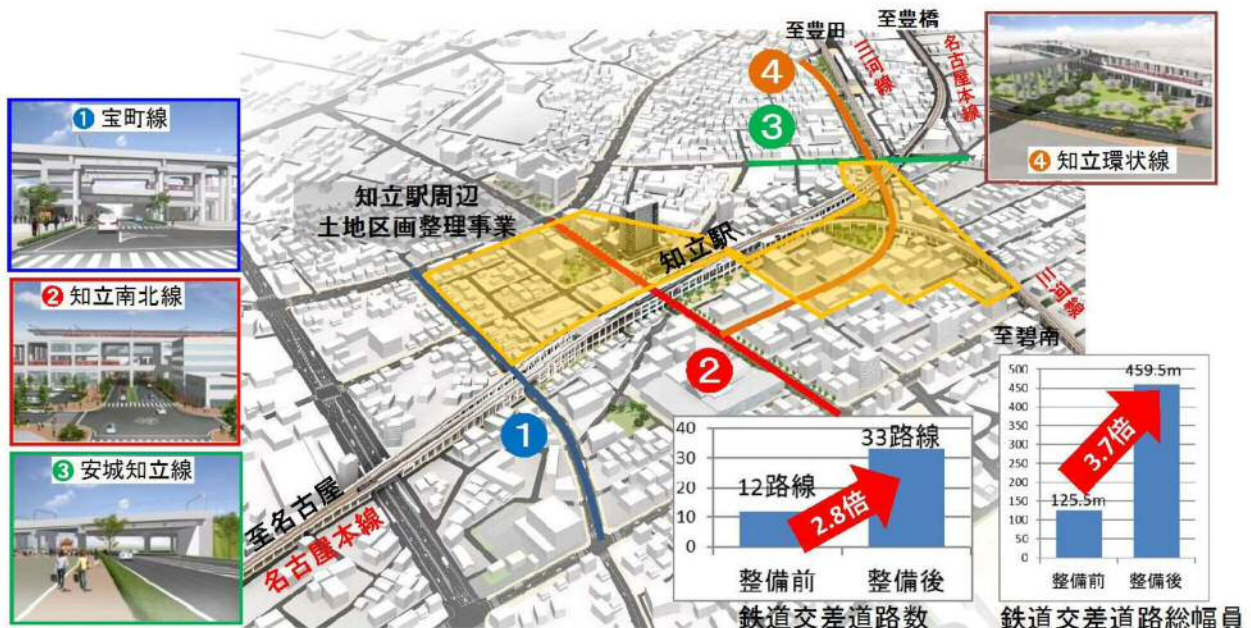 ① 宝町線
② 知立南北線
③ 安城知立線
至豊田
至豊橋
三河線
名古屋本線
④
③
④ 知立環状線
知立駅周辺
土地区画整理事業
知立駅
三河線
至碧南
②
①
至名古屋
名古屋本線
40
30
20
10
0
12路線
33路線
2.8倍
整備前
整備後
鉄道交差道路数
500
450
400
350
300
250
200
150
100
50
0
125.5m
459.5m
3.7倍
整備前
整備後
鉄道交差道路総幅員